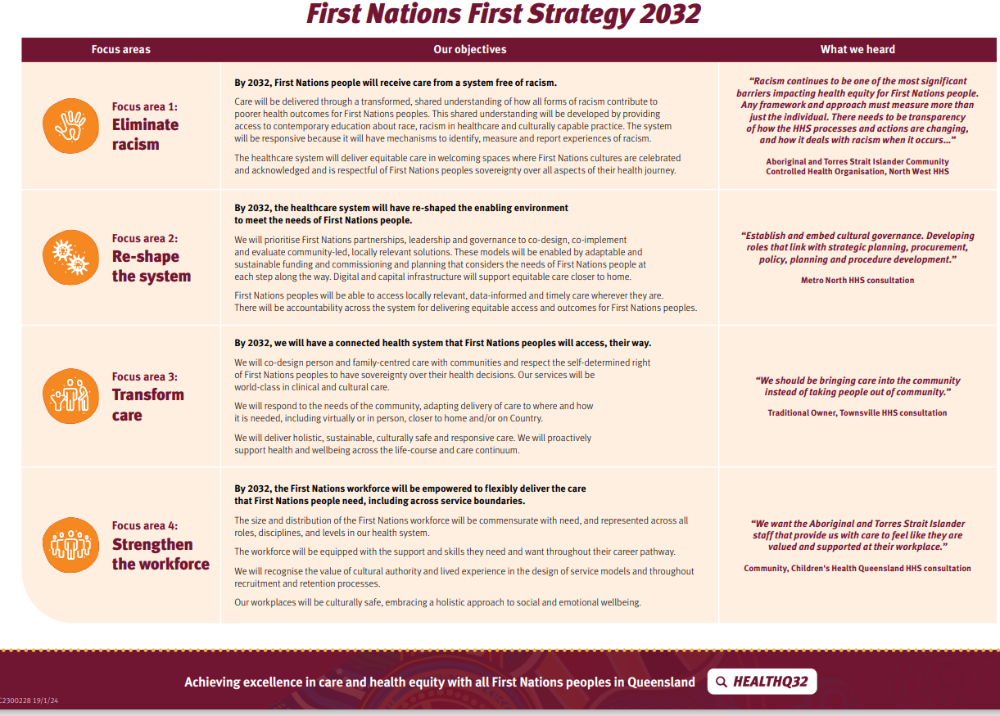 First Nations First Strategy 2032
Focus areas
Our objectives
What we heard
Focus area 1:
Eliminate
racism
By 2032, First Nations people will receive care from a system free of racism.
Care will be delivered through a transformed, shared understanding of how all forms of racism contribute to
poorer health outcomes for First Nations peoples. This shared understanding will be developed by providing
access to contemporary education about race, racism in healthcare and culturally capable practice. The system
will be responsive because it will have mechanisms to identify, measure and report experiences of racism.
The healthcare system will deliver equitable care in welcoming spaces where First Nations cultures are celebrated
and acknowledged and is respectful of First Nations peoples sovereignty over all aspects of their health journey.
“Racism continues to be one of the most significant
barriers impacting health equity for First Nations people.
Any framework and approach must measure more than
just the individual. There needs to be transparency
of how the HHS processes and actions are changing,
and how it deals with racism when it occurs...”
Aboriginal and Torres Strait Islander Community
Controlled Health Organisation, North West HHS
Focus area 2:
Re-shape
the system
By 2032, the healthcare system will have re-shaped the enabling environment
to meet the needs of First Nations people.
We will prioritise First Nations partnerships, leadership and governance to co-design, co-implement
and evaluate community-led, locally relevant solutions. These models will be enabled by adaptable and
sustainable funding and commissioning and planning that considers the needs of First Nations people at
each step along the way. Digital and capital infrastructure will support equitable care closer to home.
First Nations peoples will be able to access locally relevant, data-informed and timely care wherever they are.
There will be accountability across the system for delivering equitable access and outcomes for First Nations peoples.
“Establish and embed cultural governance. Developing
roles that link with strategic planning, procurement,
policy, planning and procedure development.”
Metro North HHS consultation
Focus area 3:
Transform
care
By 2032, we will have a connected health system that First Nations peoples will access, their way.
We will co-design person and family-centred care with communities and respect the self-determined right
of First Nations peoples to have sovereignty over their health decisions. Our services will be
world-class in clinical and cultural care.
We will respond to the needs of the community, adapting delivery of care to where and how
it is needed, including virtually or in person, closer to home and/or on Country.
We will deliver holistic, sustainable, culturally safe and responsive care. We will proactively
support health and wellbeing across the life-course and care continuum.
“We should be bringing care into the community
instead of taking people out of community.”
Traditional Owner, Townsville HHS consultation
Focus area 4:
Strengthen
the workforce
By 2032, the First Nations workforce will be empowered to flexibly deliver the care
that First Nations people need, including across service boundaries.
The size and distribution of the First Nations workforce will be commensurate with need, and represented across all
roles, disciplines, and levels in our health system.
The workforce will be equipped with the support and skills they need and want throughout their career pathway.
We will recognise the value of cultural authority and lived experience in the design of service models and throughout
recruitment and retention processes.
Our workplaces will be culturally safe, embracing a holistic approach to social and emotional wellbeing.
“We want the Aboriginal and Torres Strait Islander
staff that provide us with care to feel like they are
valued and supported at their workplace.”
Community, Children's Health Queensland HHS consultation
Achieving excellence in care and health equity with all First Nations peoples in Queensland
HEALTHQ32
C2300228 19/1/24